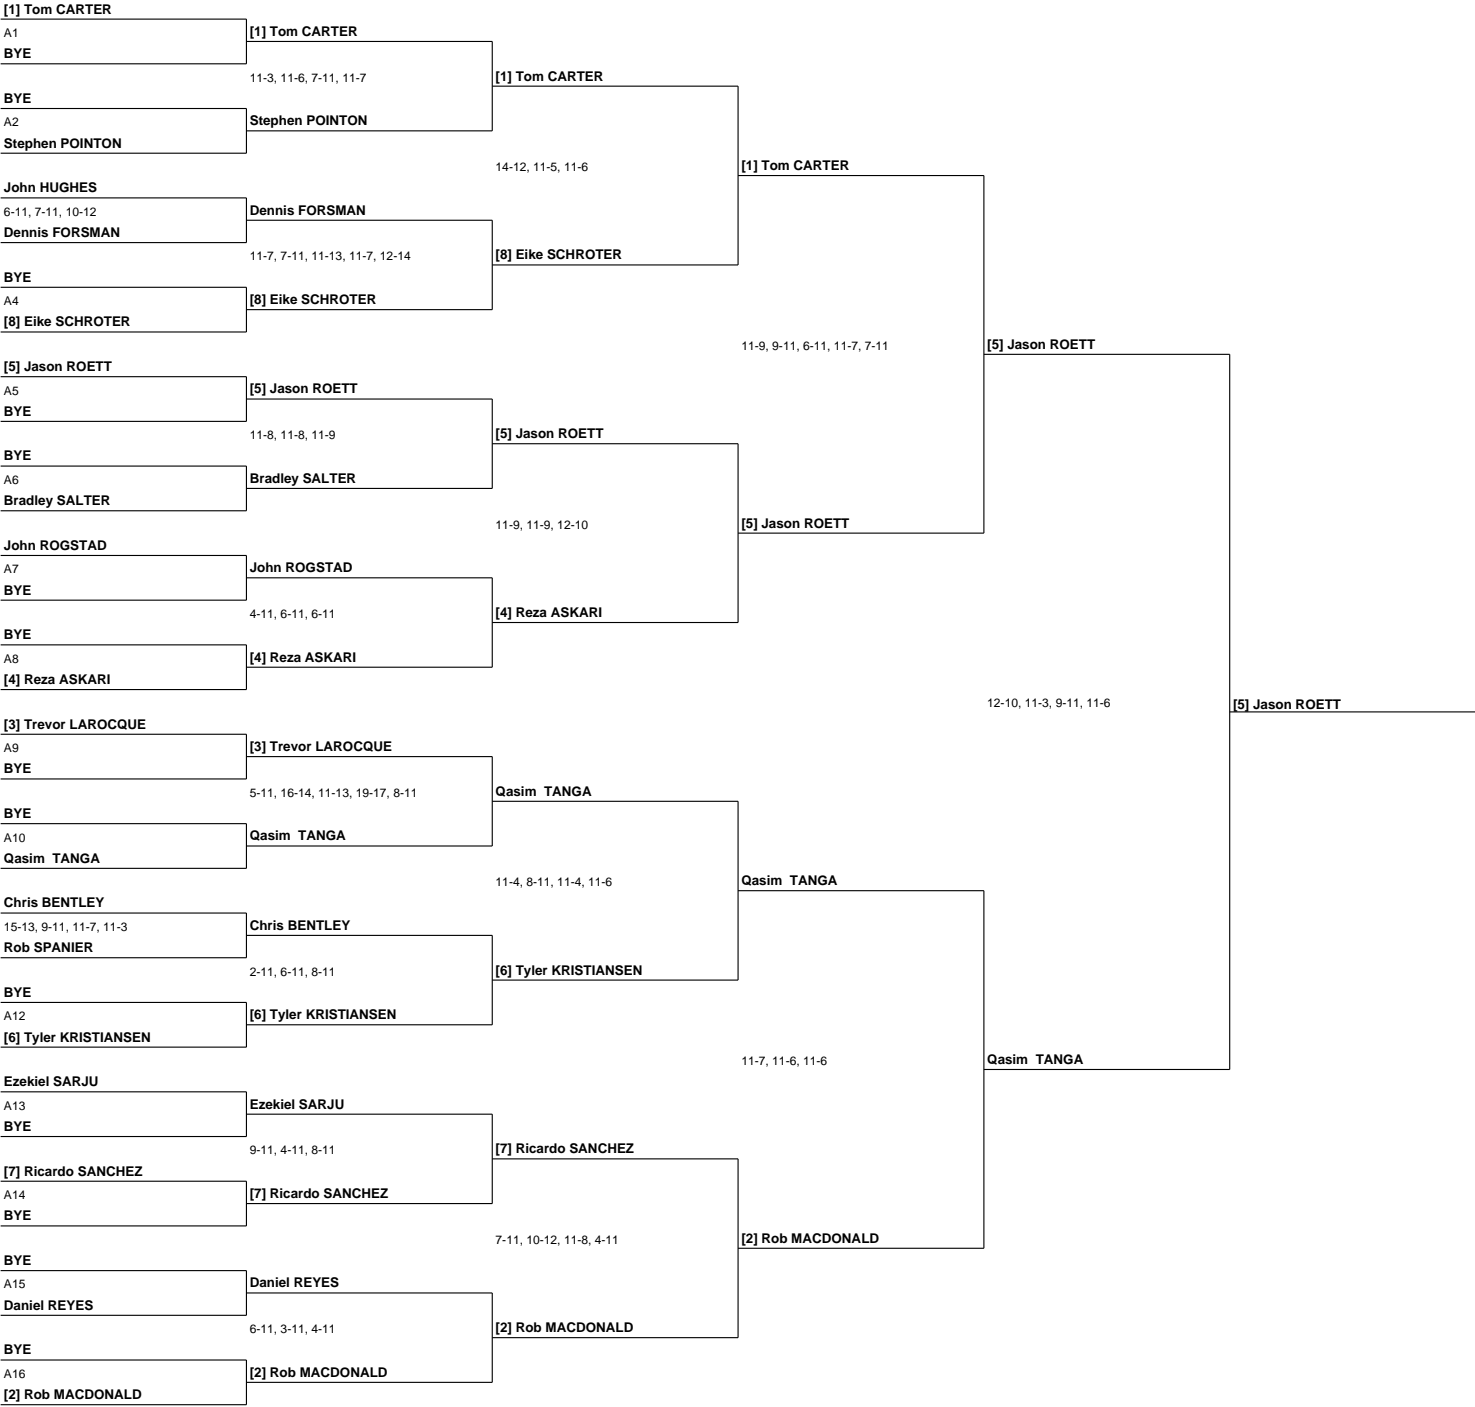 [1] Tom CARTER
A1
BYE
BYE
A2
Stephen POINTON
John HUGHES
6-11, 7-11, 10-12
Dennis FORSMAN
BYE
A4
[8] Eike SCHROTER
[5] Jason ROETT
A5
BYE
BYE
A6
Bradley SALTER
John ROGSTAD
A7
BYE
BYE
A8
[4] Reza ASKARI
[3] Trevor LAROCQUE
A9
BYE
BYE
A10
Qasim  TANGA
Chris BENTLEY
15-13, 9-11, 11-7, 11-3
Rob SPANIER
BYE
A12
[6] Tyler KRISTIANSEN
Ezekiel SARJU
A13
BYE
[7] Ricardo SANCHEZ
A14
BYE
BYE
A15
Daniel REYES
BYE
A16
[2] Rob MACDONALD
[1] Tom CARTER
11-3, 11-6, 7-11, 11-7
Stephen POINTON
Dennis FORSMAN
11-7, 7-11, 11-13, 11-7, 12-14
[8] Eike SCHROTER
[5] Jason ROETT
11-8, 11-8, 11-9
Bradley SALTER
John ROGSTAD
4-11, 6-11, 6-11
[4] Reza ASKARI
[3] Trevor LAROCQUE
5-11, 16-14, 11-13, 19-17, 8-11
Qasim  TANGA
Chris BENTLEY
2-11, 6-11, 8-11
[6] Tyler KRISTIANSEN
Ezekiel SARJU
9-11, 4-11, 8-11
[7] Ricardo SANCHEZ
Daniel REYES
6-11, 3-11, 4-11
[2] Rob MACDONALD
[1] Tom CARTER
14-12, 11-5, 11-6
[8] Eike SCHROTER
[5] Jason ROETT
11-9, 11-9, 12-10
[4] Reza ASKARI
Qasim  TANGA
11-4, 8-11, 11-4, 11-6
[6] Tyler KRISTIANSEN
[7] Ricardo SANCHEZ
7-11, 10-12, 11-8, 4-11
[2] Rob MACDONALD
[1] Tom CARTER
11-9, 9-11, 6-11, 11-7, 7-11
[5] Jason ROETT
Qasim  TANGA
11-7, 11-6, 11-6
[2] Rob MACDONALD
[5] Jason ROETT
12-10, 11-3, 9-11, 11-6
Qasim  TANGA
[5] Jason ROETT